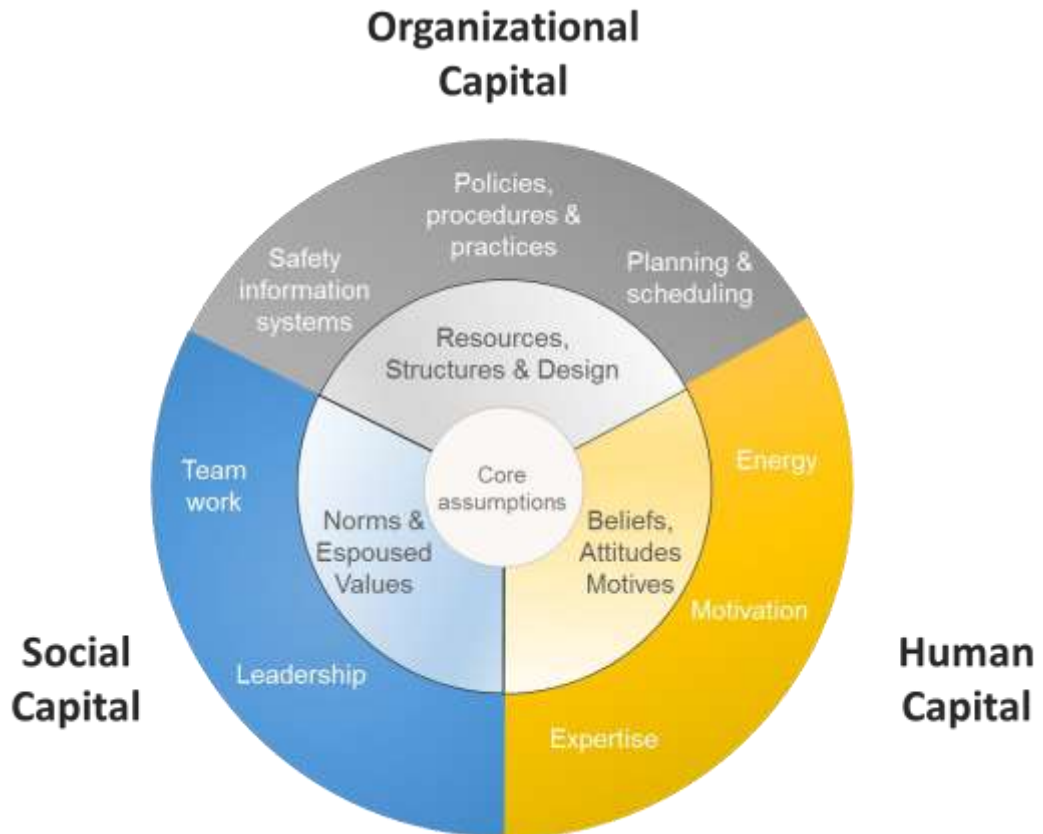 Organizational
Capital
Policies,
procedures &
practices
Safety
information
systems
Planning &
scheduling
Resources,
Structures & Design
Team
work
Energy
Core
assumptions
Norms &
Espoused
Values
Beliefs,
Attitudes
Motives
Motivation
Leadership
Expertise
Social
Capital
Human
Capital